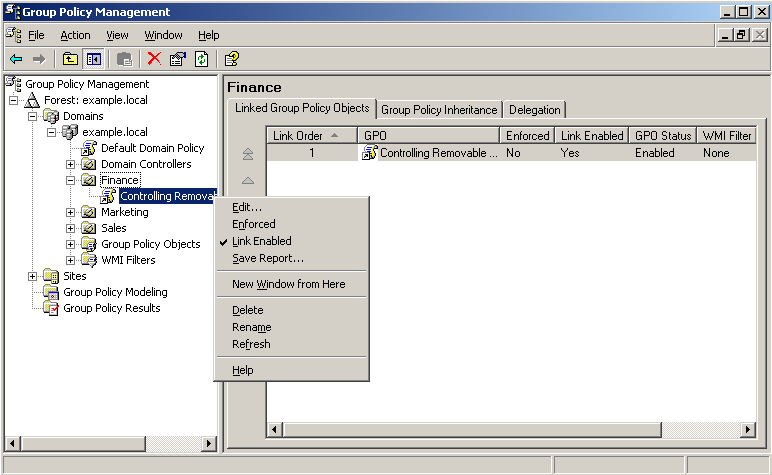 Group Policy Management
File Action View Window Help
Group Policy Management
Forest: example.local
Domains
example.local
Default Domain Policy
Domain Controllers
Finance
Controlling Remova
Marketing
Sales
Group Policy Objects
WMI Filters
Sites
Group Policy Modeling
Group Policy Results
Finance
Linked Group Policy Objects Group Policy Inheritance Delegation
Link Order GPO Enforced Link Enabled GPO Status WMI Filter
1 Controlling Removable ... No Yes Enabled None
Edit...
Enforced
Link Enabled
Save Report...
New Window from Here
Delete
Rename
Refresh
Help